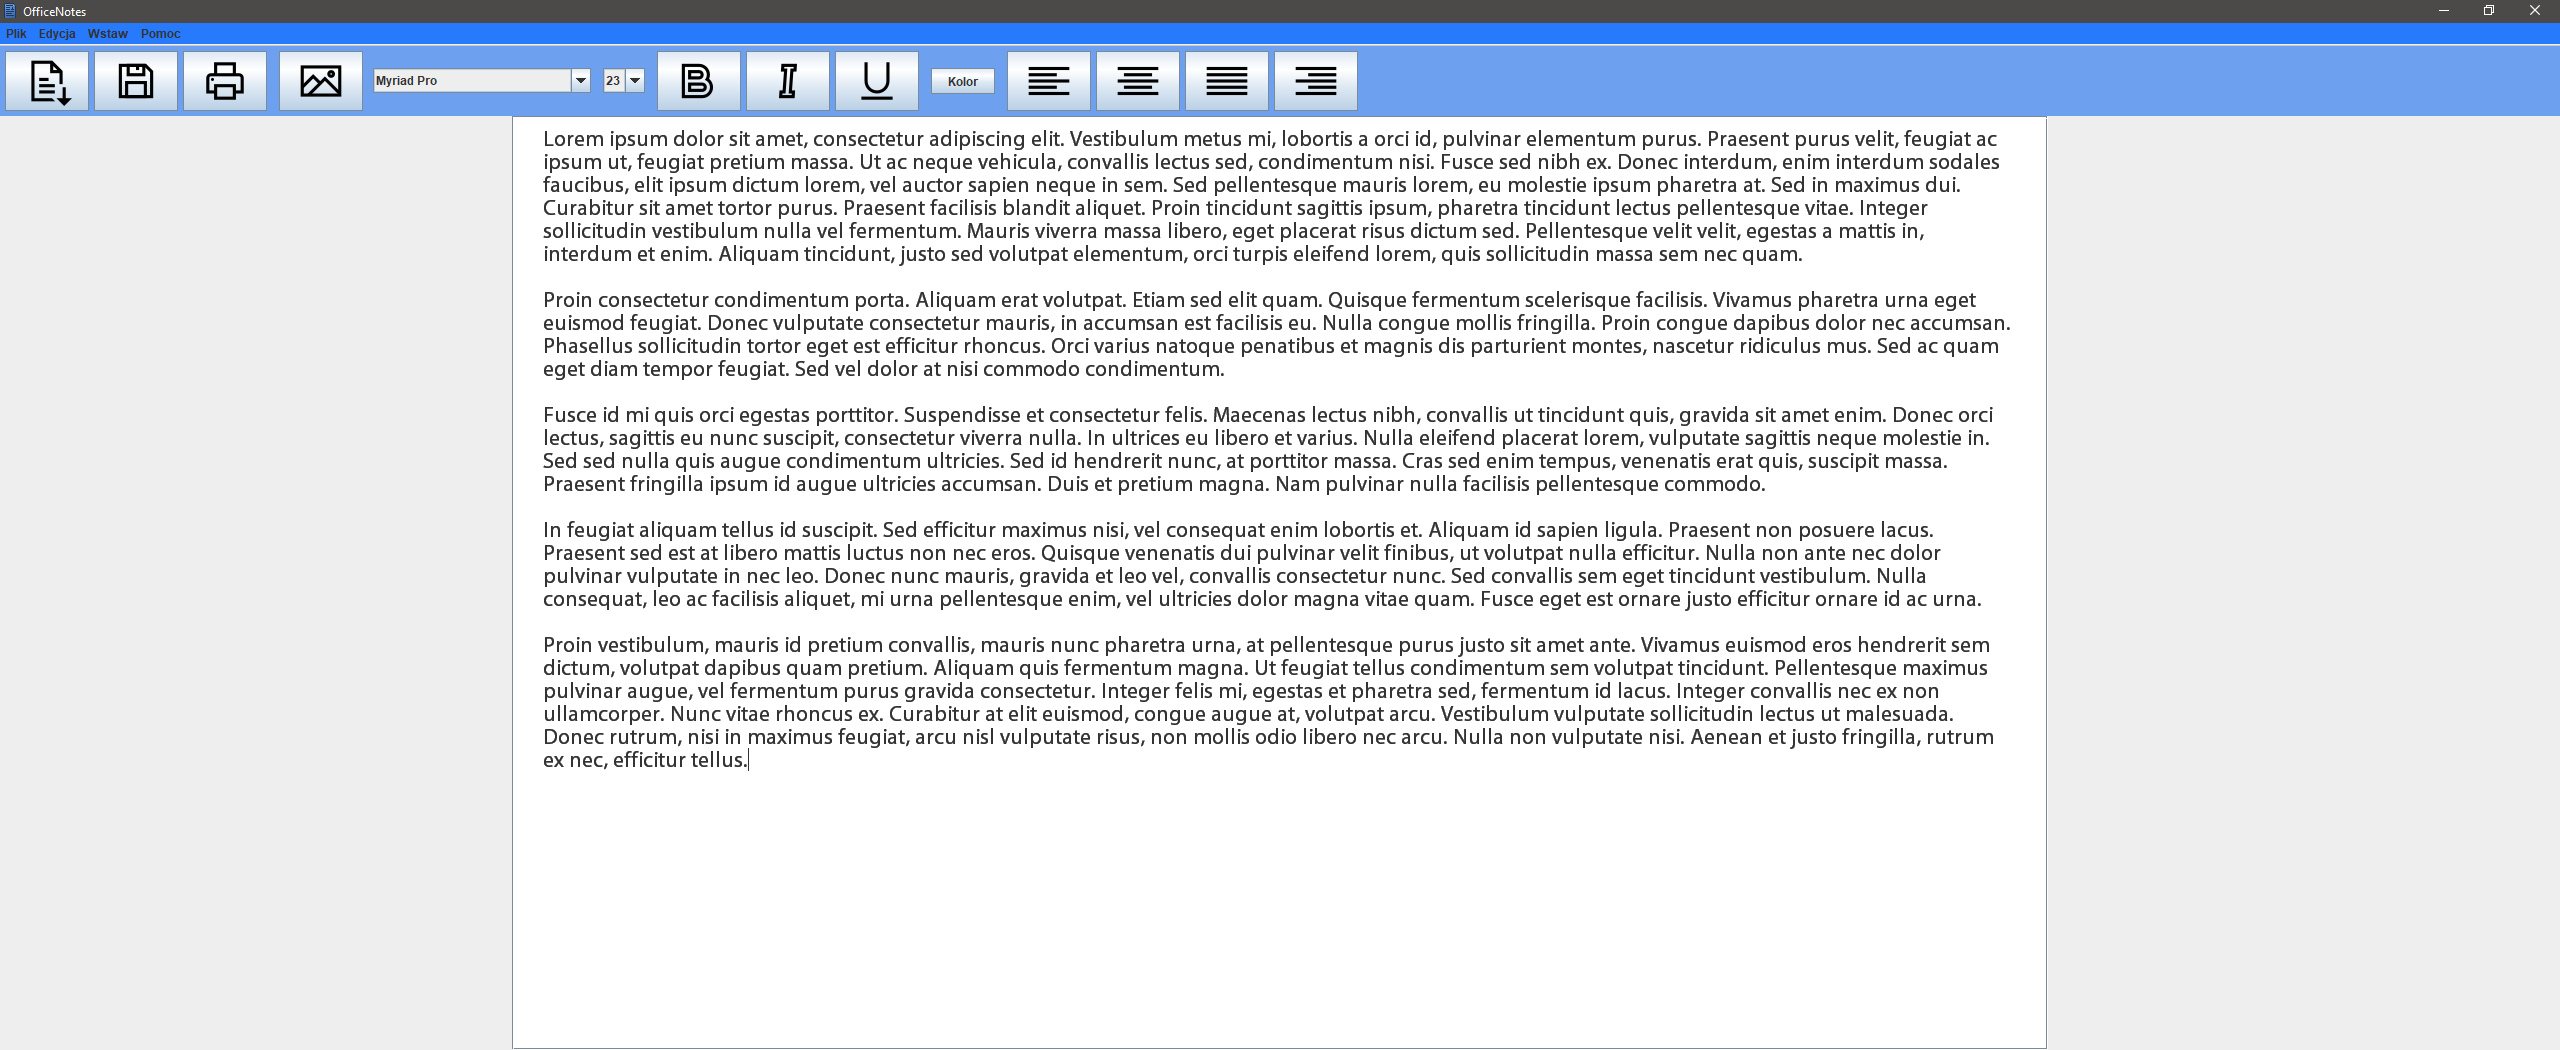 OfficeNotes
Plik Edycja Wstaw Pomoc
Myriad Pro 23 B I U Kolor
Lorem ipsum dolor sit amet, consectetur adipiscing elit. Vestibulum metus mi, lobortis a orci id, pulvinar elementum purus. Praesent purus velit, feugiat ac
ipsum ut, feugiat pretium massa. Ut ac neque vehicula, convallis lectus sed, condimentum nisi. Fusce sed nibh ex. Donec interdum, enim interdum sodales
faucibus, elit ipsum dictum lorem, vel auctor sapien neque in sem. Sed pellentesque mauris lorem, eu molestie ipsum pharetra at. Sed in maximus dui.
Curabitur sit amet tortor purus. Praesent facilisis blandit aliquet. Proin tincidunt sagittis ipsum, pharetra tincidunt lectus pellentesque vitae. Integer
sollicitudin vestibulum nulla vel fermentum. Mauris viverra massa libero, eget placerat risus dictum sed. Pellentesque velit velit, egestas a mattis in,
interdum et enim. Aliquam tincidunt, justo sed volutpat elementum, orci turpis eleifend lorem, quis sollicitudin massa sem nec quam.
Proin consectetur condimentum porta. Aliquam erat volutpat. Etiam sed elit quam. Quisque fermentum scelerisque facilisis. Vivamus pharetra urna eget
euismod feugiat. Donec vulputate consectetur mauris, in accumsan est facilisis eu. Nulla congue mollis fringilla. Proin congue dapibus dolor nec accumsan.
Phasellus sollicitudin tortor eget est efficitur rhoncus. Orci varius natoque penatibus et magnis dis parturient montes, nascetur ridiculus mus. Sed ac quam
eget diam tempor feugiat. Sed vel dolor at nisi commodo condimentum.
Fusce id mi quis orci egestas porttitor. Suspendisse et consectetur felis. Maecenas lectus nibh, convallis ut tincidunt quis, gravida sit amet enim. Donec orci
lectus, sagittis eu nunc suscipit, consectetur viverra nulla. In ultrices eu libero et varius. Nulla eleifend placerat lorem, vulputate sagittis neque molestie in.
Sed sed nulla quis augue condimentum ultricies. Sed id hendrerit nunc, at porttitor massa. Cras sed enim tempus, venenatis erat quis, suscipit massa.
Praesent fringilla ipsum id augue ultricies accumsan. Duis et pretium magna. Nam pulvinar nulla facilisis pellentesque commodo.
In feugiat aliquam tellus id suscipit. Sed efficitur maximus nisi, vel consequat enim lobortis et. Aliquam id sapien ligula. Praesent non posuere lacus.
Praesent sed est at libero mattis luctus non nec eros. Quisque venenatis dui pulvinar velit finibus, ut volutpat nulla efficitur. Nulla non ante nec dolor
pulvinar vulputate in nec leo. Donec nunc mauris, gravida et leo vel, convallis consectetur nunc. Sed convallis sem eget tincidunt vestibulum. Nulla
consequat, leo ac facilisis aliquet, mi urna pellentesque enim, vel ultricies dolor magna vitae quam. Fusce eget est ornare justo efficitur ornare id ac urna.
Proin vestibulum, mauris id pretium convallis, mauris nunc pharetra urna, at pellentesque purus justo sit amet ante. Vivamus euismod eros hendrerit sem
dictum, volutpat dapibus quam pretium. Aliquam quis fermentum magna. Ut feugiat tellus condimentum sem volutpat tincidunt. Pellentesque maximus
pulvinar augue, vel fermentum purus gravida consectetur. Integer felis mi, egestas et pharetra sed, fermentum id lacus. Integer convallis nec ex non
ullamcorper. Nunc vitae rhoncus ex. Curabitur at elit euismod, congue augue at, volutpat arcu. Vestibulum vulputate sollicitudin lectus ut malesuada.
Donec rutrum, nisi in maximus feugiat, arcu nisl vulputate risus, non mollis odio libero nec arcu. Nulla non vulputate nisi. Aenean et justo fringilla, rutrum
ex nec, efficitur tellus.